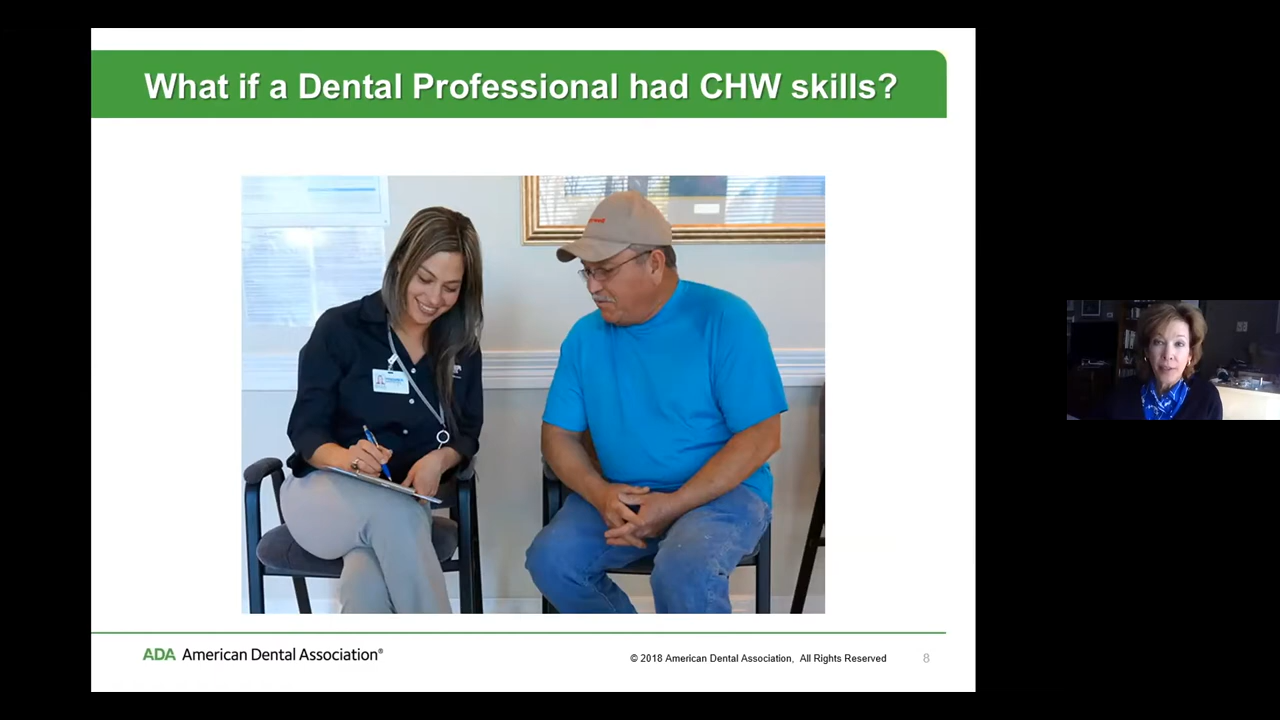 What if a Dental Professional had CHW skills?
ADA American Dental Association®
© 2018 American Dental Association, All Rights Reserved
8